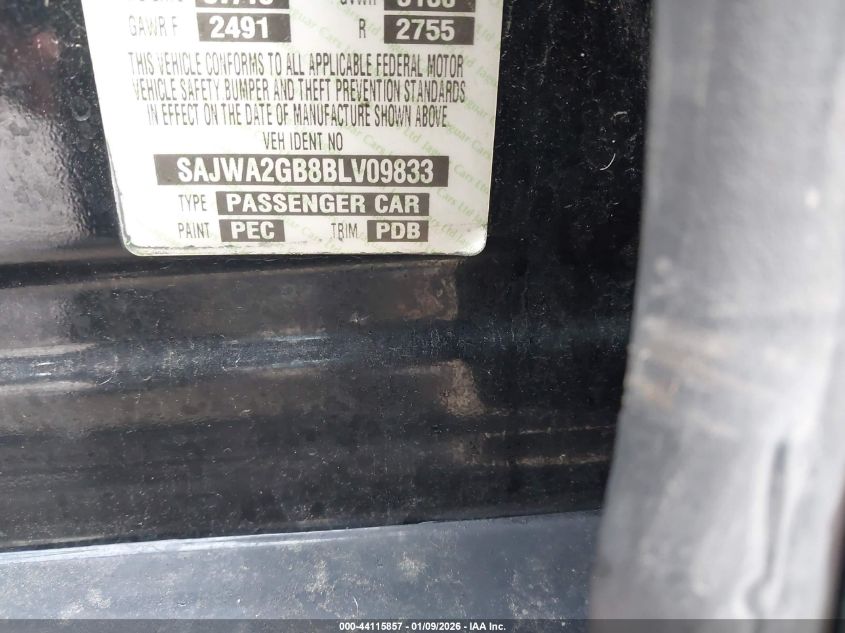 GAWR F 2491 R 2755
THIS VEHICLE CONFORMS TO ALL APPLICABLE FEDERAL MOTOR
VEHICLE SAFETY BUMPER AND THEFT PREVENTION STANDARDS
IN EFFECT ON THE DATE OF MANUFACTURE SHOWN ABOVE.
VEH IDENT NO
SAJWA2GB8BLV09833
TYPE PASSENGER CAR
PAINT PEC TRIM PDB
000-44115857 - 01/09/2026 - IAA Inc.